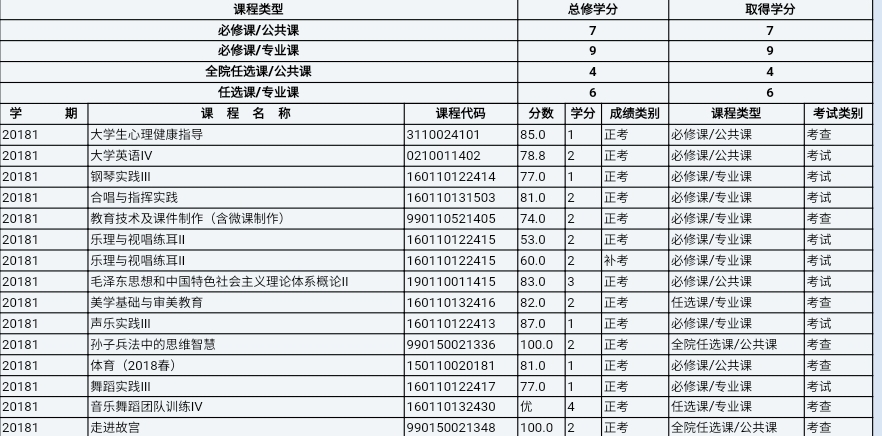 课程类型 总修学分 取得学分
必修课/公共课 7 7
必修课/专业课 9 9
全院任选课/公共课 4 4
任选课/专业课 6 6
学 期 课 程 名 称 课程代码 分数 学分 成绩类别 课程类型 考试类别
20181 大学生心理健康指导 3110024101 85.0 1 正考 必修课/公共课 考查
20181 大学英语IV 0210011402 78.8 2 正考 必修课/公共课 考试
20181 钢琴实践III 160110122414 77.0 1 正考 必修课/专业课 考试
20181 合唱与指挥实践 160110131503 81.0 2 正考 必修课/专业课 考试
20181 教育技术及课件制作（含微课制作） 990110521405 74.0 2 正考 必修课/专业课 考查
20181 乐理与视唱练耳II 160110122415 53.0 2 正考 必修课/专业课 考试
20181 乐理与视唱练耳II 160110122415 60.0 2 补考 必修课/专业课 考试
20181 毛泽东思想和中国特色社会主义理论体系概论II 190110011415 83.0 3 正考 必修课/公共课 考试
20181 美学基础与审美教育 160110132416 82.0 2 正考 任选课/专业课 考查
20181 声乐实践III 160110122413 87.0 1 正考 必修课/专业课 考试
20181 孙子兵法中的思维智慧 990150021336 100.0 2 正考 全院任选课/公共课 考查
20181 体育（2018春） 150110020181 81.0 1 正考 必修课/公共课 考查
20181 舞蹈实践III 160110122417 77.0 1 正考 必修课/专业课 考试
20181 音乐舞蹈团队训练IV 160110132430 优 4 正考 任选课/专业课 考查
20181 走进故宫 990150021348 100.0 2 正考 全院任选课/公共课 考查